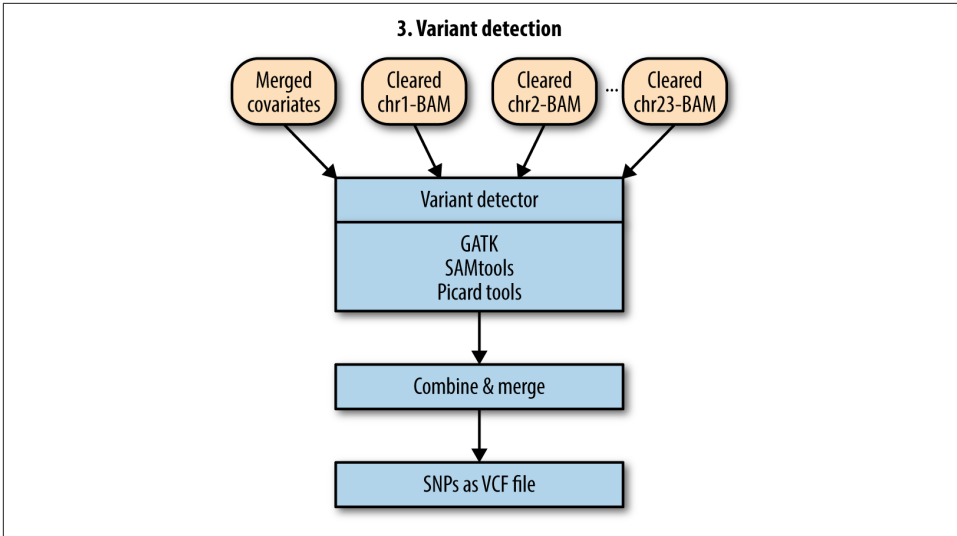 3. Variant detection
Merged
covariates
Cleared
chr1-BAM
Cleared
chr2-BAM
...
Cleared
chr23-BAM
Variant detector
GATK
SAMtools
Picard tools
Combine & merge
SNPs as VCF file